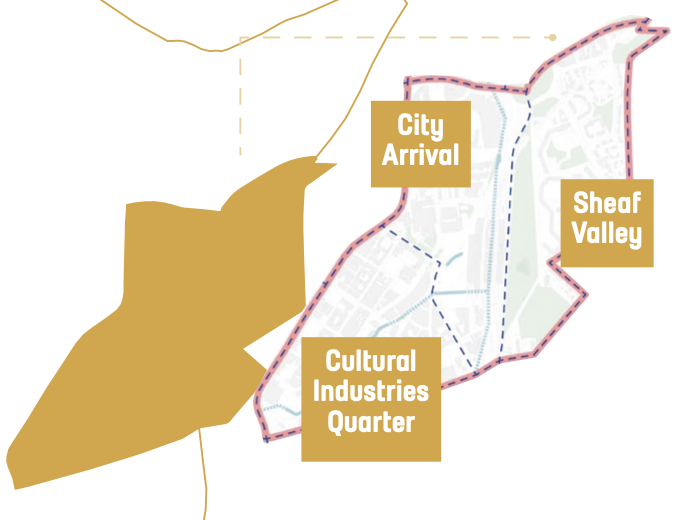 City
Arrival
Sheaf
Valley
Cultural
Industries
Quarter